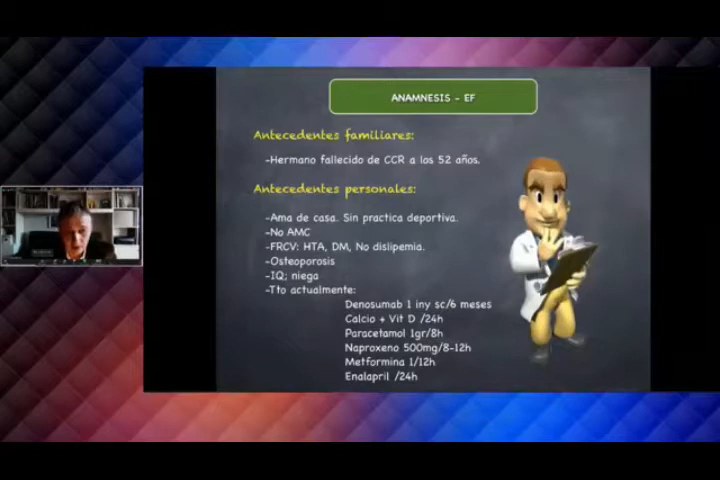 ANAMNESIS - EF
Antecedentes familiares:
-Hermano fallecido de CCR a los 52 años.
Antecedentes personales:
-Ama de casa. Sin practica deportiva.
-No AMC
-FRCV: HTA, DM, No dislipemia.
-Osteoporosis
-IQ; niega
-Tto actualmente:
Denosumab 1 iny sc/6 meses
Calcio + Vit D /24h
Paracetamol 1gr/8h
Naproxeno 500mg/8-12h
Metformina 1/12h
Enalapril /24h